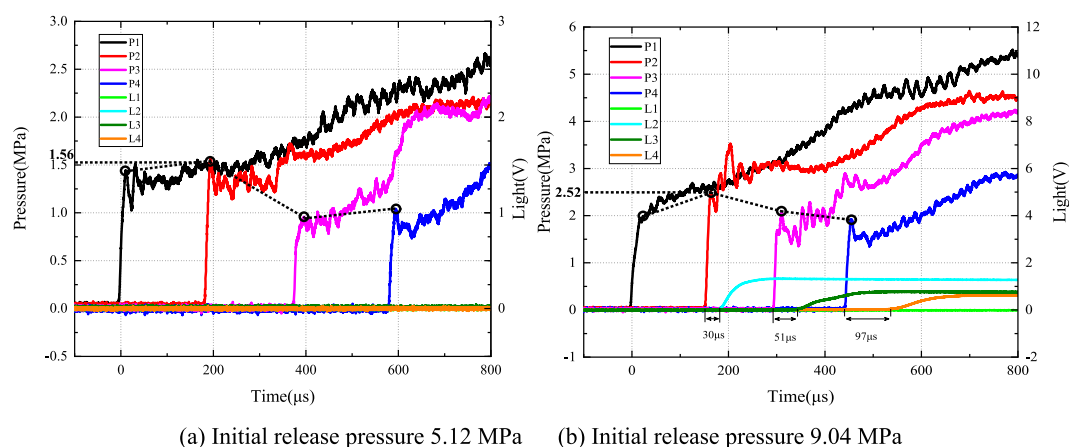 3.0
2.5
2.0
1.56
1.5
1.0
0.5
0.0
-0.5
Pressure(MPa)
P1
P2
P3
P4
L1
L2
L3
L4
3
2
1
0
Light(V)
0
200
400
600
800
Time(μs)
6
5
4
3
2.52
2
1
0
-1
Pressure(MPa)
P1
P2
P3
P4
L1
L2
L3
L4
12
10
8
6
4
2
0
-2
Light(V)
30μs
51μs
97μs
0
200
400
600
800
Time(μs)
(a) Initial release pressure 5.12 MPa
(b) Initial release pressure 9.04 MPa